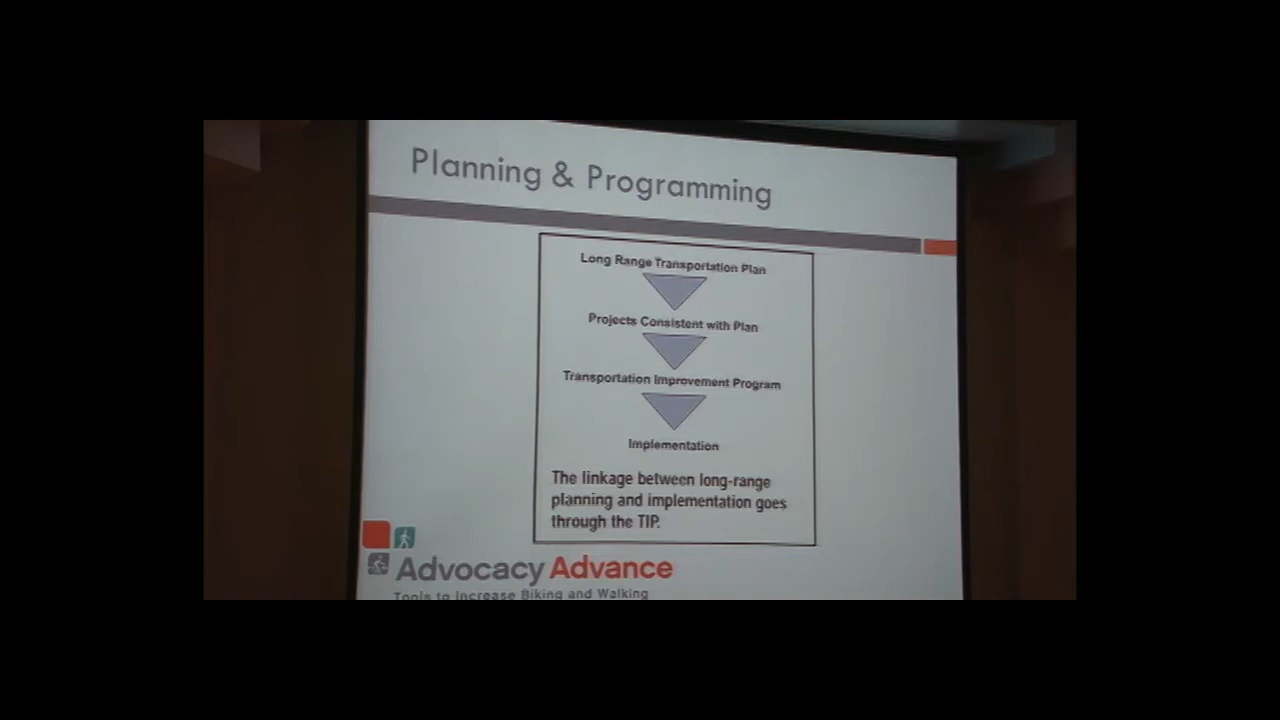 Planning & Programming
Long Range Transportation Plan
Projects Consistent with Plan
Transportation Improvement Program
Implementation
The linkage between long-range
planning and implementation goes
through the TIP.
Advocacy Advance
Tools to Increase Biking and Walking